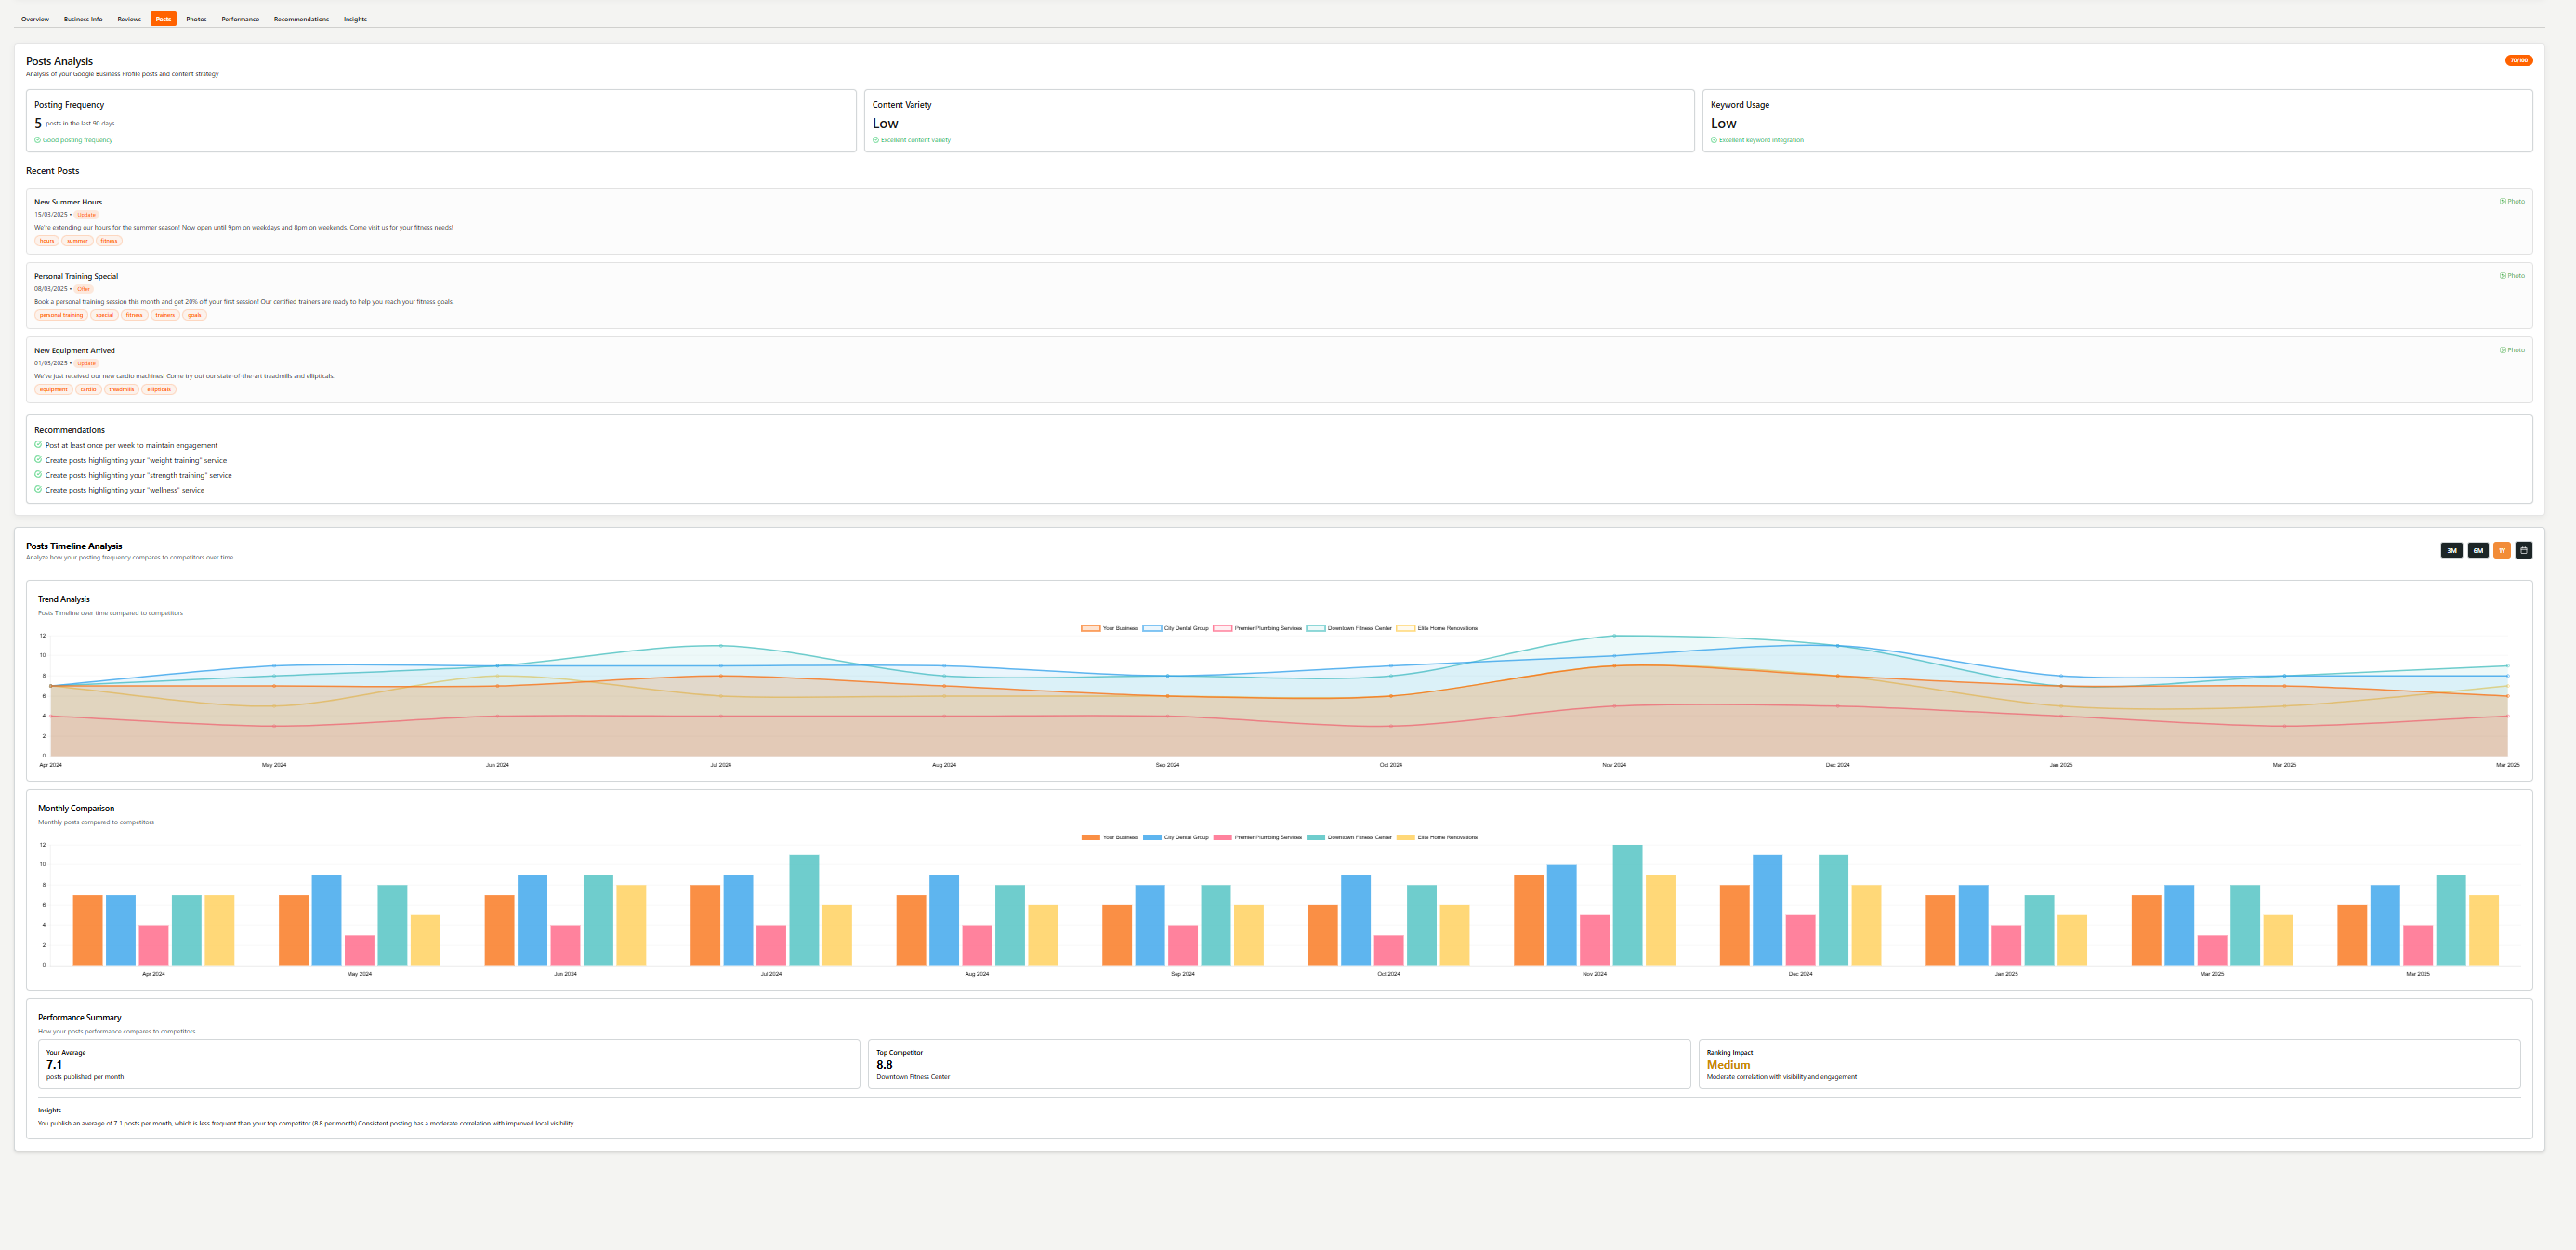 Overview Business Info Reviews Posts Photos Performance Recommendations Insights
Posts Analysis
Analysis of your Google Business Profile posts and content strategy
70/100
Posting Frequency
5 posts in the last 90 days
Good posting frequency
Content Variety
Low
Excellent content variety
Keyword Usage
Low
Excellent keyword integration
Recent Posts
New Summer Hours
15/03/2025 • Update
We're extending our hours for the summer season! Now open until 9pm on weekdays and 8pm on weekends. Come visit us for your fitness needs!
hours summer fitness
Photo
Personal Training Special
08/03/2025 • Offer
Book a personal training session this month and get 20% off your first session! Our certified trainers are ready to help you reach your fitness goals.
personal training special fitness trainers goals
Photo
New Equipment Arrived
01/03/2025 • Update
We've just received our new cardio machines! Come try out our state-of-the-art treadmills and ellipticals.
equipment cardio treadmills ellipticals
Photo
Recommendations
Post at least once per week to maintain engagement
Create posts highlighting your "weight training" service
Create posts highlighting your "strength training" service
Create posts highlighting your "wellness" service
Posts Timeline Analysis
Analyze how your posting frequency compares to competitors over time
3M 6M 1Y
Trend Analysis
Posts Timeline over time compared to competitors
Your Business City Dental Group Premier Plumbing Services Downtown Fitness Center Elite Home Renovations
12
10
8
6
4
2
0
Apr 2024 May 2024 Jun 2024 Jul 2024 Aug 2024 Sep 2024 Oct 2024 Nov 2024 Dec 2024 Jan 2025 Mar 2025 Mar 2025
Monthly Comparison
Monthly posts compared to competitors
Your Business City Dental Group Premier Plumbing Services Downtown Fitness Center Elite Home Renovations
12
10
8
6
4
2
0
Apr 2024 May 2024 Jun 2024 Jul 2024 Aug 2024 Sep 2024 Oct 2024 Nov 2024 Dec 2024 Jan 2025 Mar 2025 Mar 2025
Performance Summary
How your posts performance compares to competitors
Your Average
7.1
posts published per month
Top Competitor
8.8
Downtown Fitness Center
Ranking Impact
Medium
Moderate correlation with visibility and engagement
Insights
You publish an average of 7.1 posts per month, which is less frequent than your top competitor (8.8 per month).Consistent posting has a moderate correlation with improved local visibility.